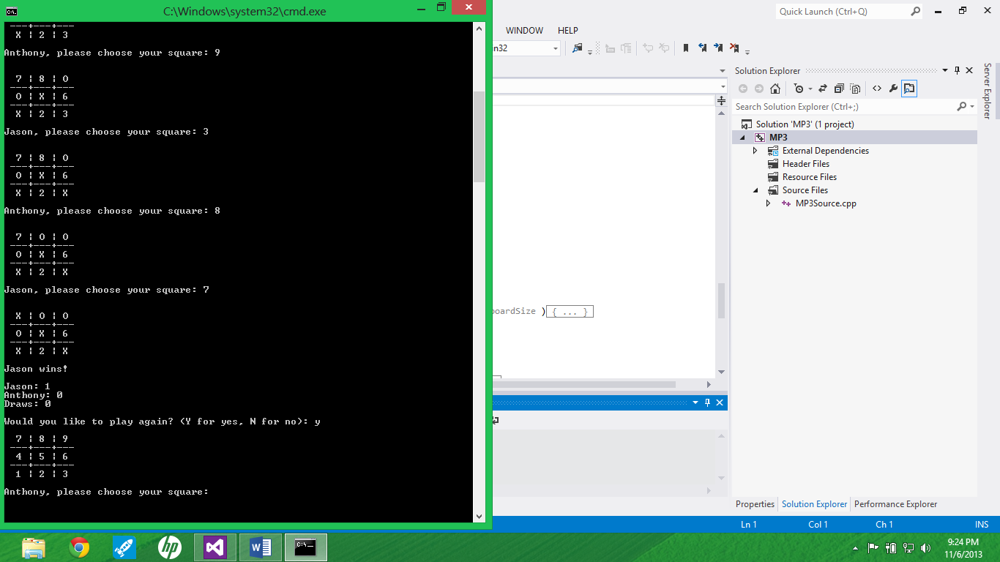 C:\Windows\system32\cmd.exe
---+---+---
X ¦ 2 ¦ 3
Anthony, please choose your square: 9
7 ¦ 8 ¦ O
---+---+---
O ¦ X ¦ 6
---+---+---
X ¦ 2 ¦ 3
Jason, please choose your square: 3
7 ¦ 8 ¦ O
---+---+---
O ¦ X ¦ 6
---+---+---
X ¦ 2 ¦ X
Anthony, please choose your square: 8
7 ¦ O ¦ O
---+---+---
O ¦ X ¦ 6
---+---+---
X ¦ 2 ¦ X
Jason, please choose your square: 7
X ¦ O ¦ O
---+---+---
O ¦ X ¦ 6
---+---+---
X ¦ 2 ¦ X
Jason wins!
Jason: 1
Anthony: 0
Draws: 0
Would you like to play again? (Y for yes, N for no): y
7 ¦ 8 ¦ 9
---+---+---
4 ¦ 5 ¦ 6
---+---+---
1 ¦ 2 ¦ 3
Anthony, please choose your square:
Quick Launch (Ctrl+Q)
WINDOW HELP
n32
boardSize ){ ... }
Solution Explorer
Search Solution Explorer (Ctrl+;)
Solution 'MP3' (1 project)
MP3
External Dependencies
Header Files
Resource Files
Source Files
MP3Source.cpp
Server Explorer
Properties Solution Explorer Performance Explorer
Ln 1 Col 1 Ch 1 INS
hp
W
C:\_
9:24 PM
11/6/2013